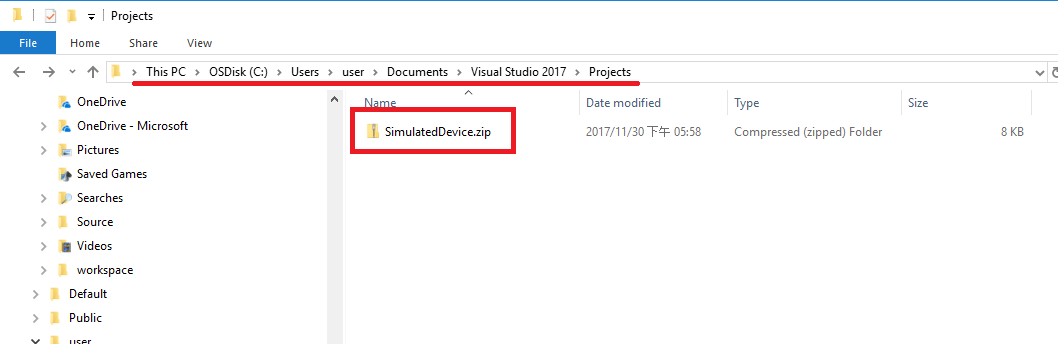 Projects
File Home Share View
This PC OSDisk (C:) Users user Documents Visual Studio 2017 Projects
OneDrive
OneDrive - Microsoft
Pictures
Saved Games
Searches
Source
Videos
workspace
Default
Public
user
Name Date modified Type Size
SimulatedDevice.zip 2017/11/30 下午 05:58 Compressed (zipped) Folder 8 KB